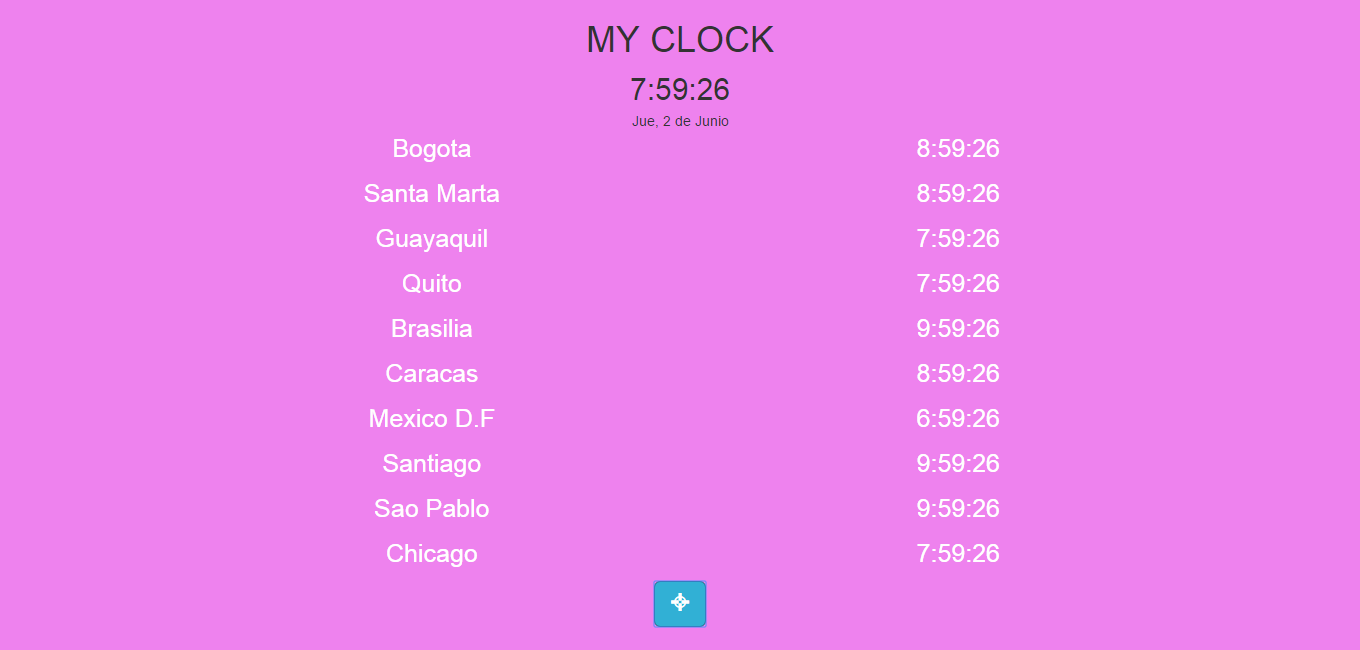 MY CLOCK
7:59:26
Jue, 2 de Junio
Bogota 8:59:26
Santa Marta 8:59:26
Guayaquil 7:59:26
Quito 7:59:26
Brasilia 9:59:26
Caracas 8:59:26
Mexico D.F 6:59:26
Santiago 9:59:26
Sao Pablo 9:59:26
Chicago 7:59:26